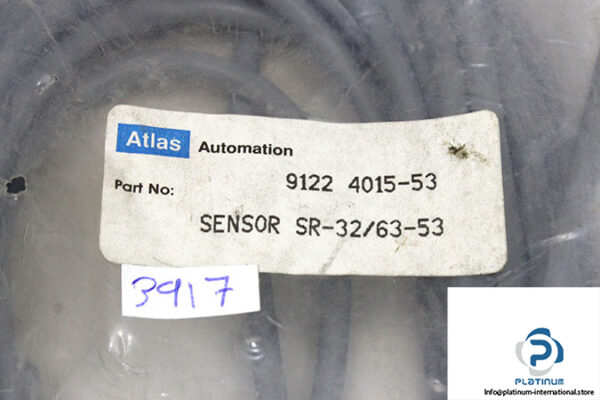 Atlas Automation
Part No: 9122 4015-53
SENSOR SR-32/63-53
3917
PLATINUM
Info@platinum-international.store